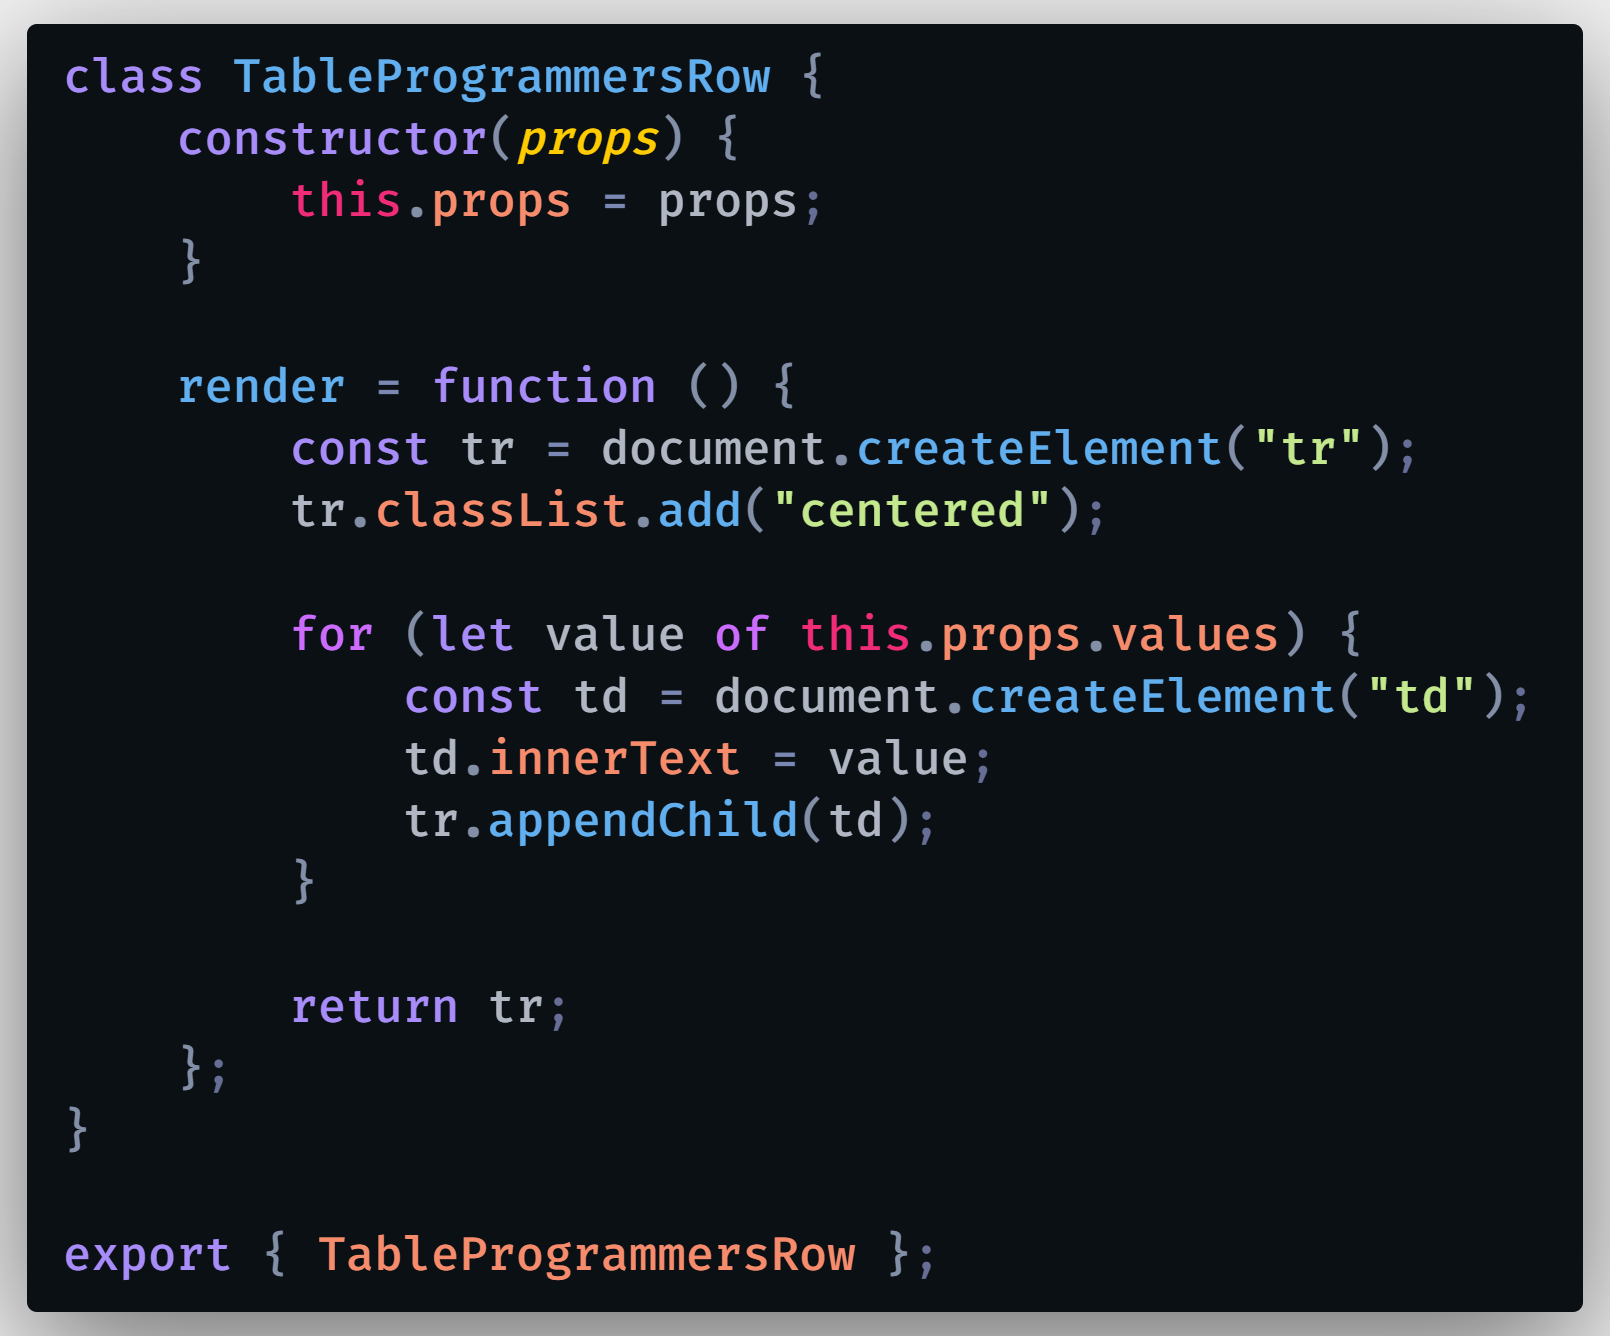 class TableProgrammersRow {
    constructor(props) {
        this.props = props;
    }

    render = function () {
        const tr = document.createElement("tr");
        tr.classList.add("centered");

        for (let value of this.props.values) {
            const td = document.createElement("td");
            td.innerText = value;
            tr.appendChild(td);
        }

        return tr;
    };
}

export { TableProgrammersRow };